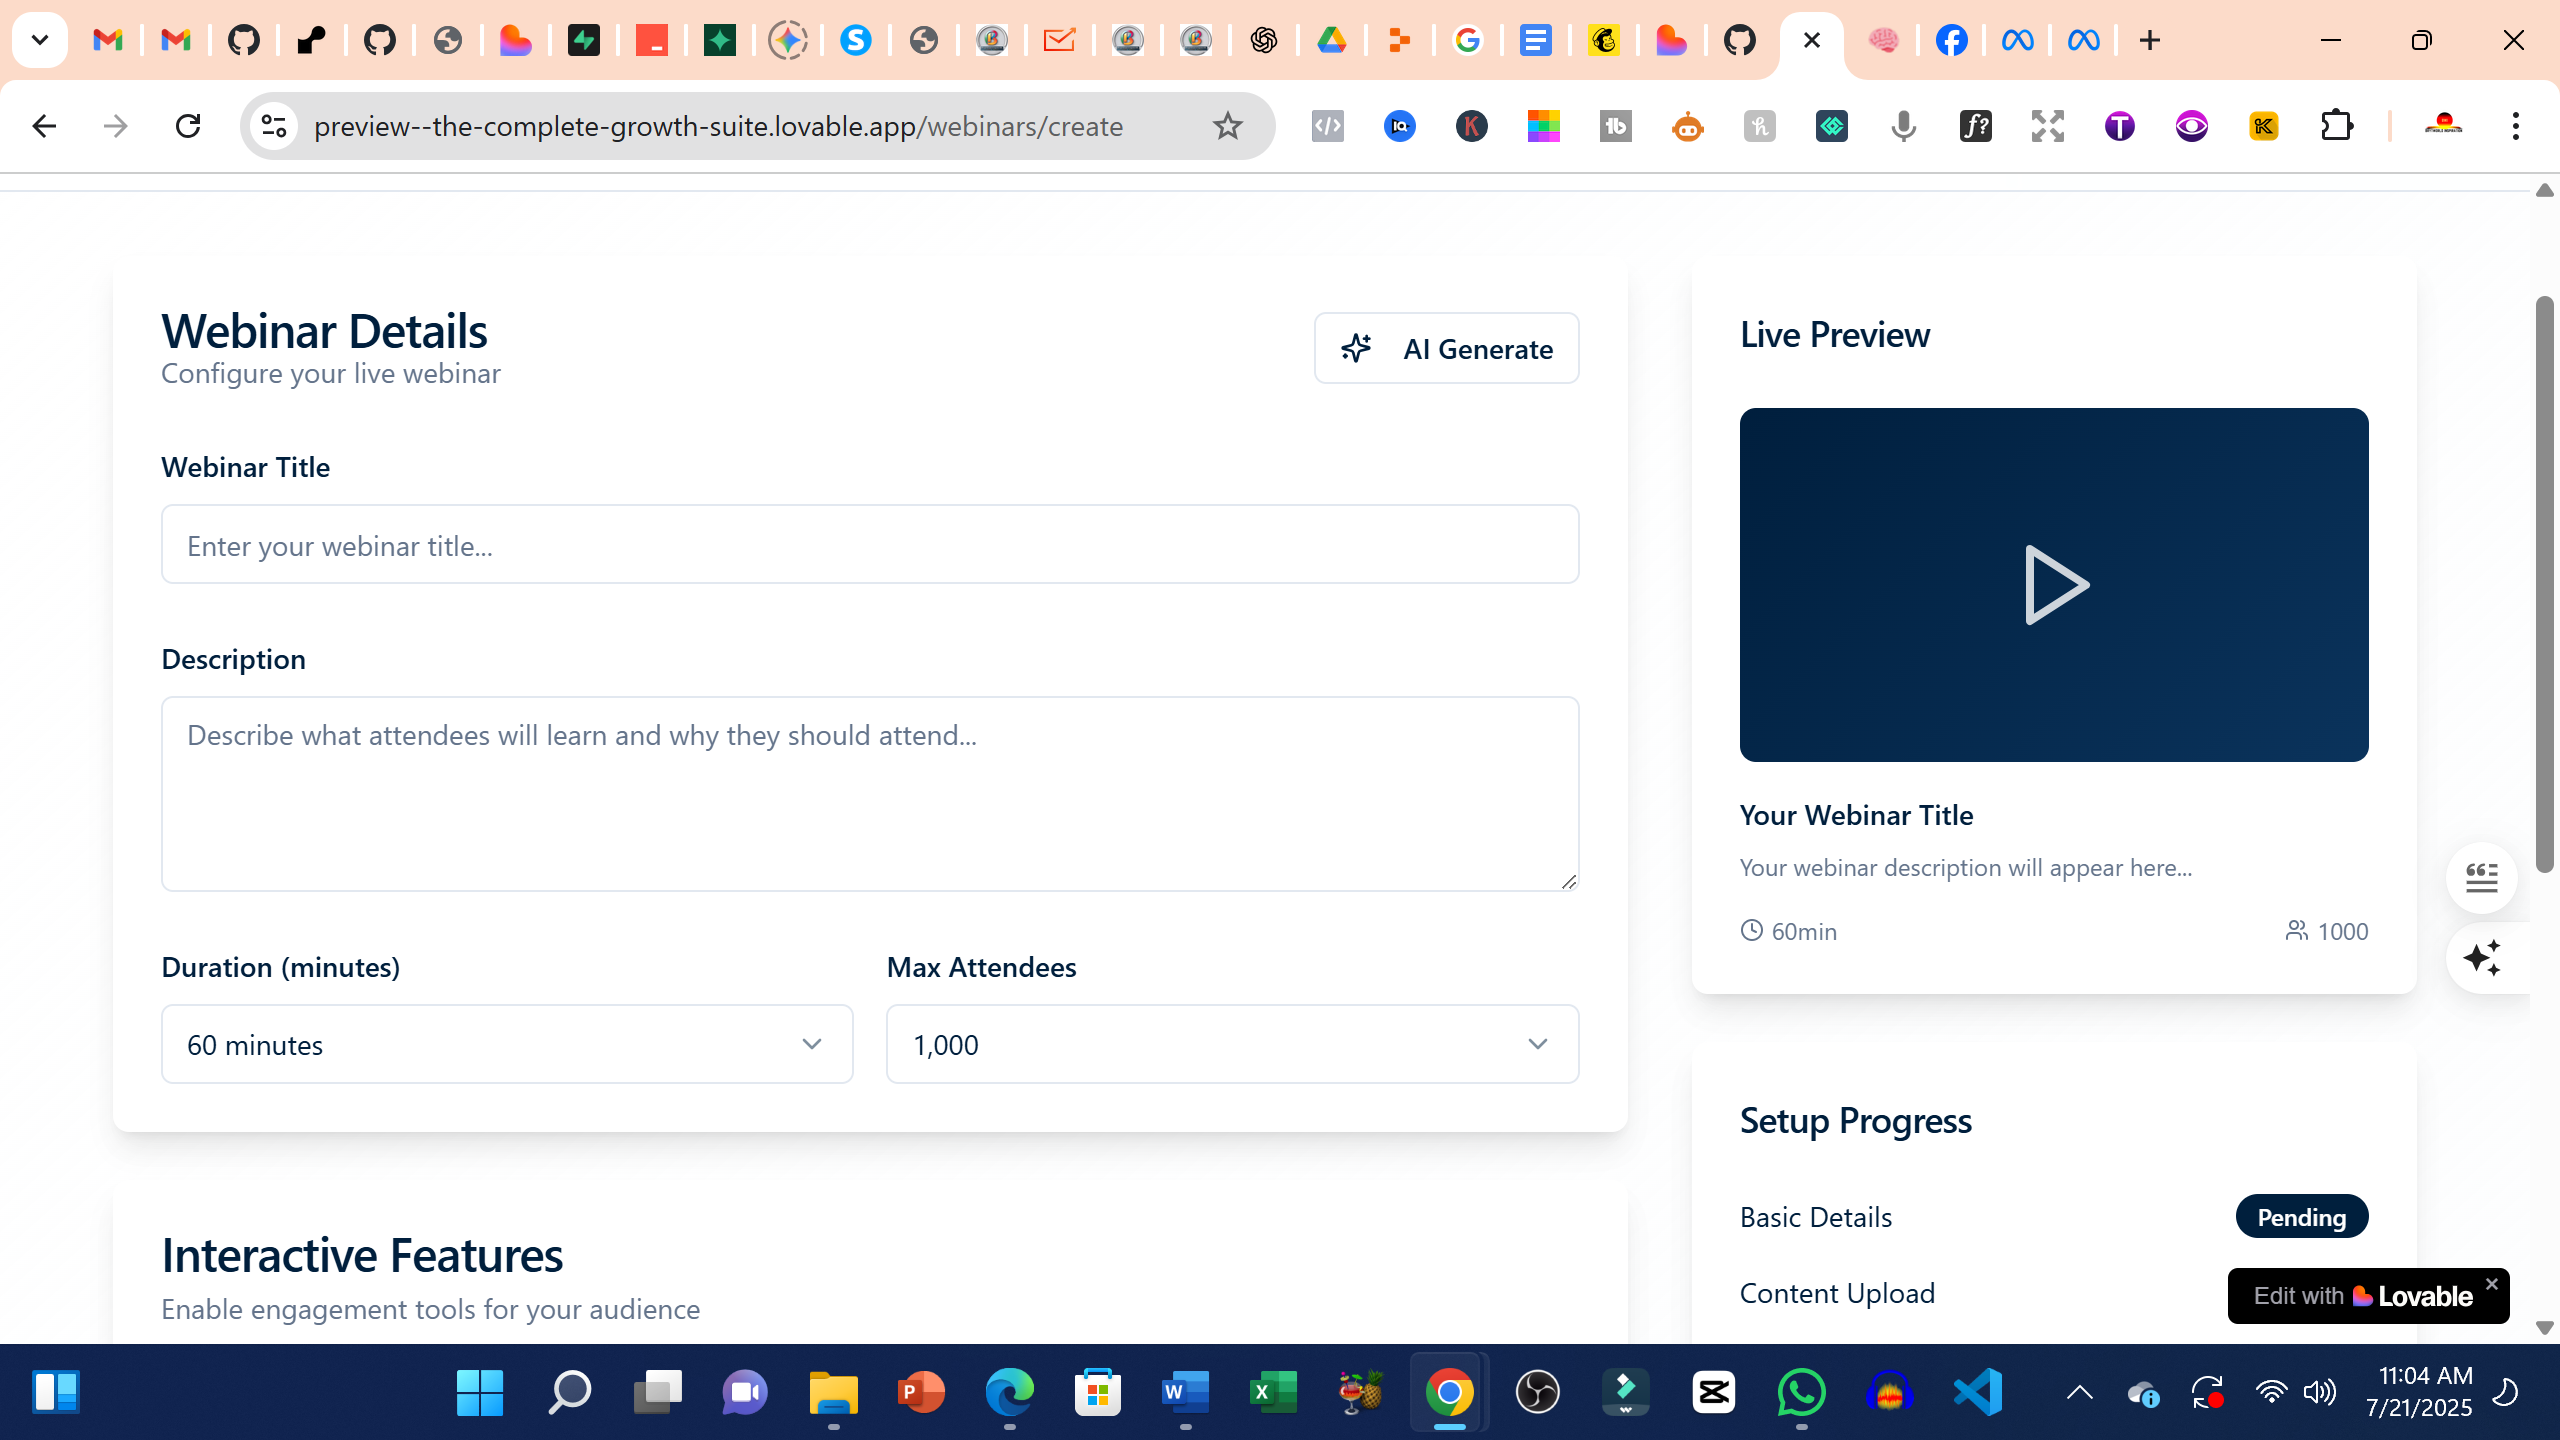 preview--the-complete-growth-suite.lovable.app/webinars/create
Webinar Details
Configure your live webinar
AI Generate
Webinar Title
Enter your webinar title...
Description
Describe what attendees will learn and why they should attend...
Duration (minutes)
Max Attendees
60 minutes
1,000
Interactive Features
Enable engagement tools for your audience
Live Preview
Your Webinar Title
Your webinar description will appear here...
60min
1000
Setup Progress
Basic Details
Pending
Content Upload
Edit with Lovable
11:04 AM
7/21/2025